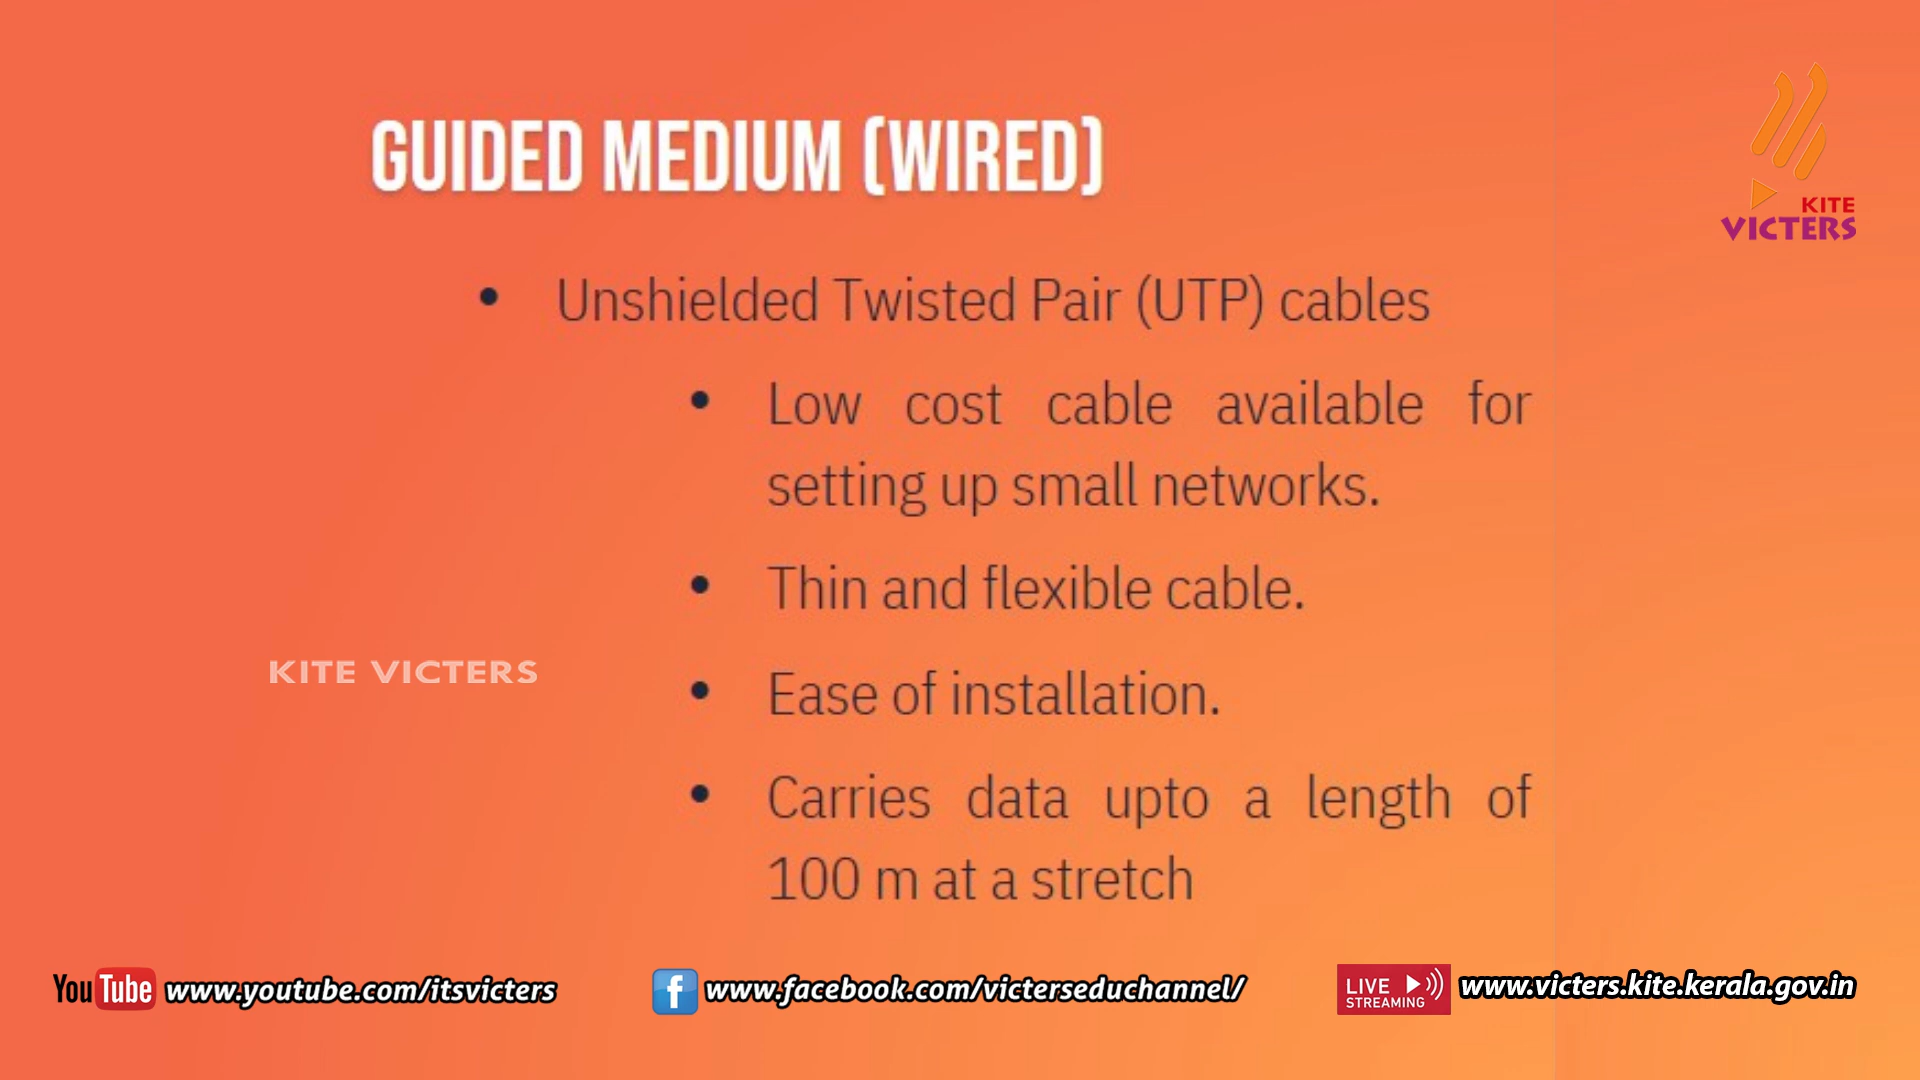 GUIDED MEDIUM (WIRED)
KITE
VICTERS
• Unshielded Twisted Pair (UTP) cables
• Low cost cable available for
setting up small networks.
• Thin and flexible cable.
KITE VICTERS
• Ease of installation.
• Carries data upto a length of
100 m at a stretch
YouTube www.youtube.com/itsvicters
f www.facebook.com/victerseduchannel/
LIVE
STREAMING
www.victers.kite.kerala.gov.in